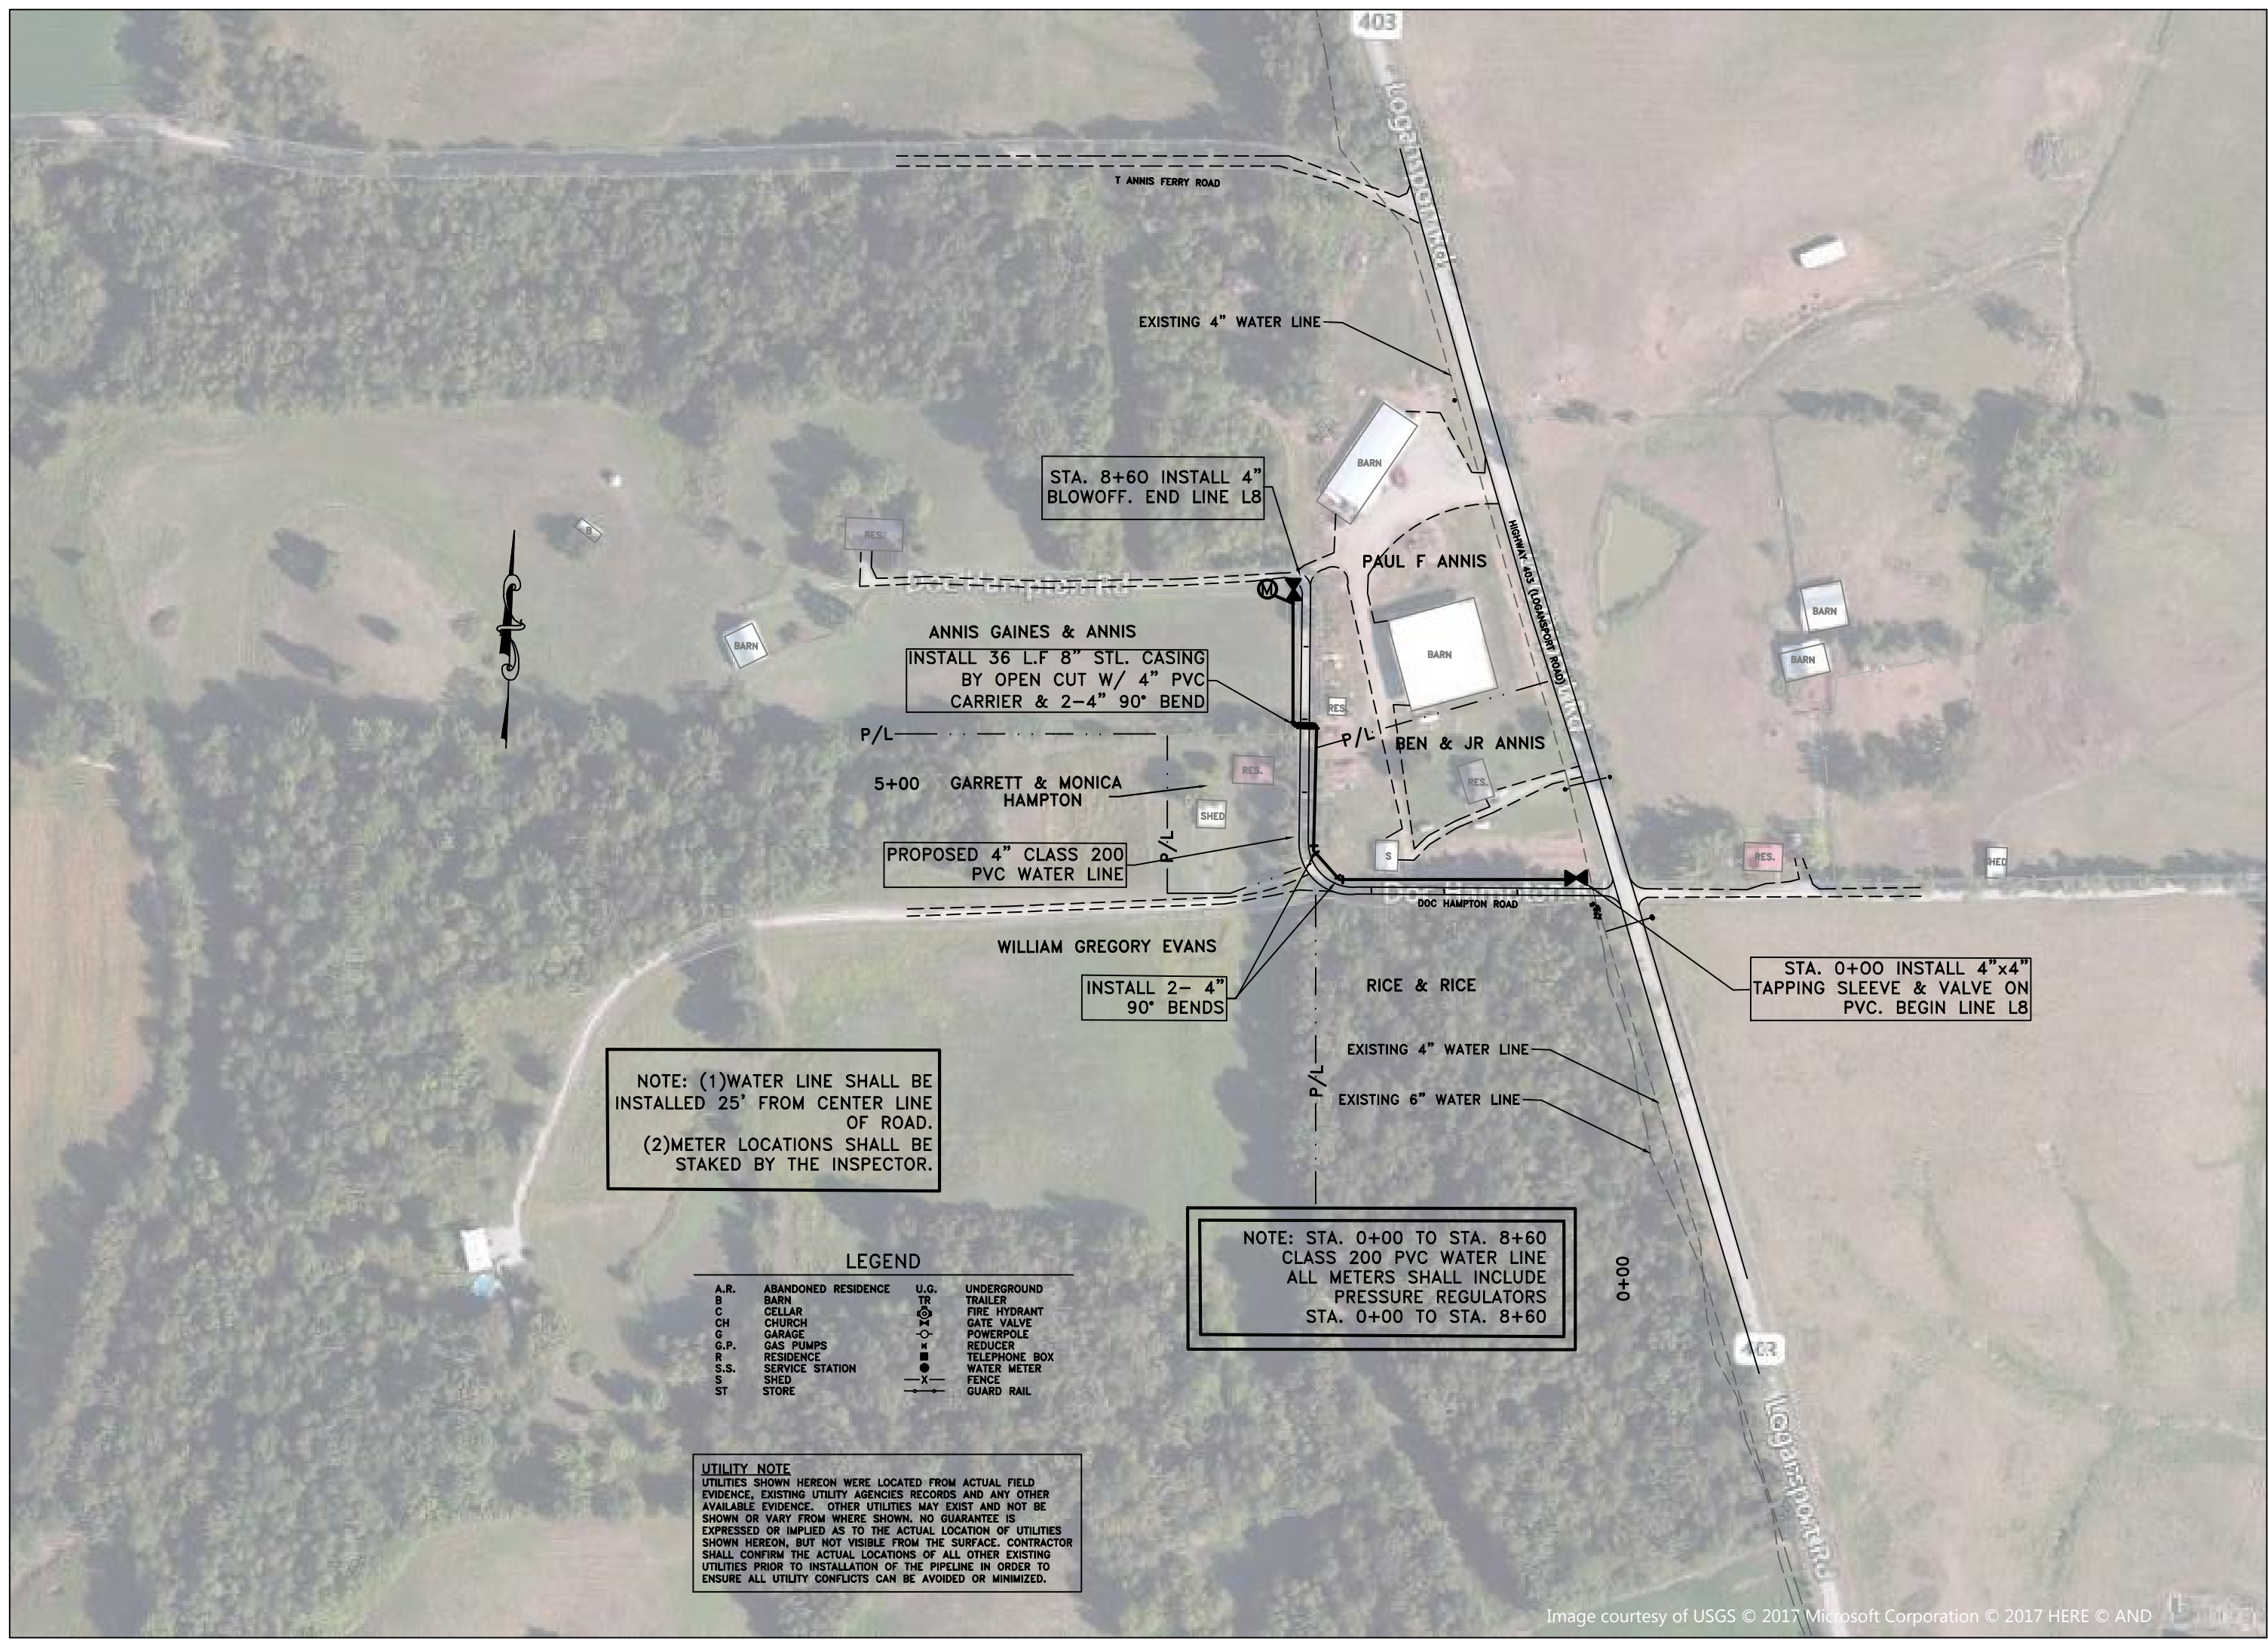 403
T ANNIS FERRY ROAD
EXISTING 4" WATER LINE
BARN
STA. 8+60 INSTALL 4"
BLOWOFF. END LINE L8
B
RES.
HIGHWAY 403 (LOGANSPORT ROAD)
PAUL F ANNIS
Doc Hampton Rd
M
BARN
BARN
BARN
BARN
ANNIS GAINES & ANNIS
INSTALL 36 L.F 8" STL. CASING
BY OPEN CUT W/ 4" PVC
CARRIER & 2-4" 90° BEND
RES.
P/L
P/L
BEN & JR ANNIS
RES.
RES.
5+00
GARRETT & MONICA
HAMPTON
SHED
PROPOSED 4" CLASS 200
PVC WATER LINE
P/L
S
RES.
SHED
DOC HAMPTON ROAD
WILLIAM GREGORY EVANS
INSTALL 2- 4"
90° BENDS
RICE & RICE
STA. 0+00 INSTALL 4"x4"
TAPPING SLEEVE & VALVE ON
PVC. BEGIN LINE L8
EXISTING 4" WATER LINE
P/L
EXISTING 6" WATER LINE
NOTE: (1)WATER LINE SHALL BE
INSTALLED 25' FROM CENTER LINE
OF ROAD.
(2)METER LOCATIONS SHALL BE
STAKED BY THE INSPECTOR.
NOTE: STA. 0+00 TO STA. 8+60
CLASS 200 PVC WATER LINE
ALL METERS SHALL INCLUDE
PRESSURE REGULATORS
STA. 0+00 TO STA. 8+60
0+00
403
Logansport Rd
LEGEND
A.R. ABANDONED RESIDENCE U.G. UNDERGROUND
B BARN TR TRAILER
C CELLAR FIRE HYDRANT
CH CHURCH GATE VALVE
G GARAGE POWERPOLE
G.P. GAS PUMPS REDUCER
R RESIDENCE TELEPHONE BOX
S.S. SERVICE STATION WATER METER
S SHED X FENCE
ST STORE GUARD RAIL
UTILITY NOTE
UTILITIES SHOWN HEREON WERE LOCATED FROM ACTUAL FIELD
EVIDENCE, EXISTING UTILITY AGENCIES RECORDS AND ANY OTHER
AVAILABLE EVIDENCE. OTHER UTILITIES MAY EXIST AND NOT BE
SHOWN OR VARY FROM WHERE SHOWN. NO GUARANTEE IS
EXPRESSED OR IMPLIED AS TO THE ACTUAL LOCATION OF UTILITIES
SHOWN HEREON, BUT NOT VISIBLE FROM THE SURFACE. CONTRACTOR
SHALL CONFIRM THE ACTUAL LOCATIONS OF ALL OTHER EXISTING
UTILITIES PRIOR TO INSTALLATION OF THE PIPELINE IN ORDER TO
ENSURE ALL UTILITY CONFLICTS CAN BE AVOIDED OR MINIMIZED.
Image courtesy of USGS © 2017 Microsoft Corporation © 2017 HERE © AND